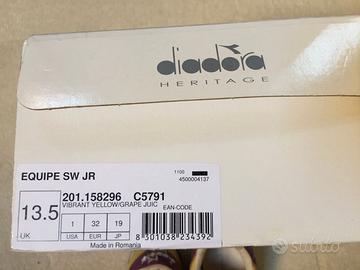 diadora
HERITAGE
EQUIPE SW JR
1100
4500004137
201.158296 C5791
VIBRANT YELLOW/GRAPE JUIC
EAN-CODE
13.5
UK
1 32 19
USA EUR JP
Made in Romania
8 301038 234392
subito